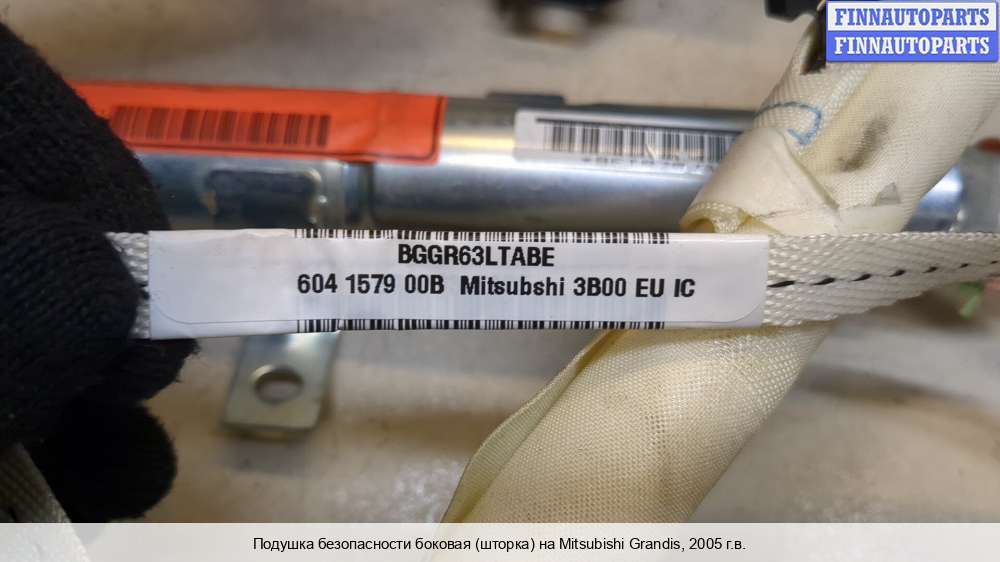 FINNAUTOPARTS
FINNAUTOPARTS
BGGR63LTABE
604 1579 00B Mitsubshi 3B00 EU IC
Подушка безопасности боковая (шторка) на Mitsubishi Grandis, 2005 г.в.